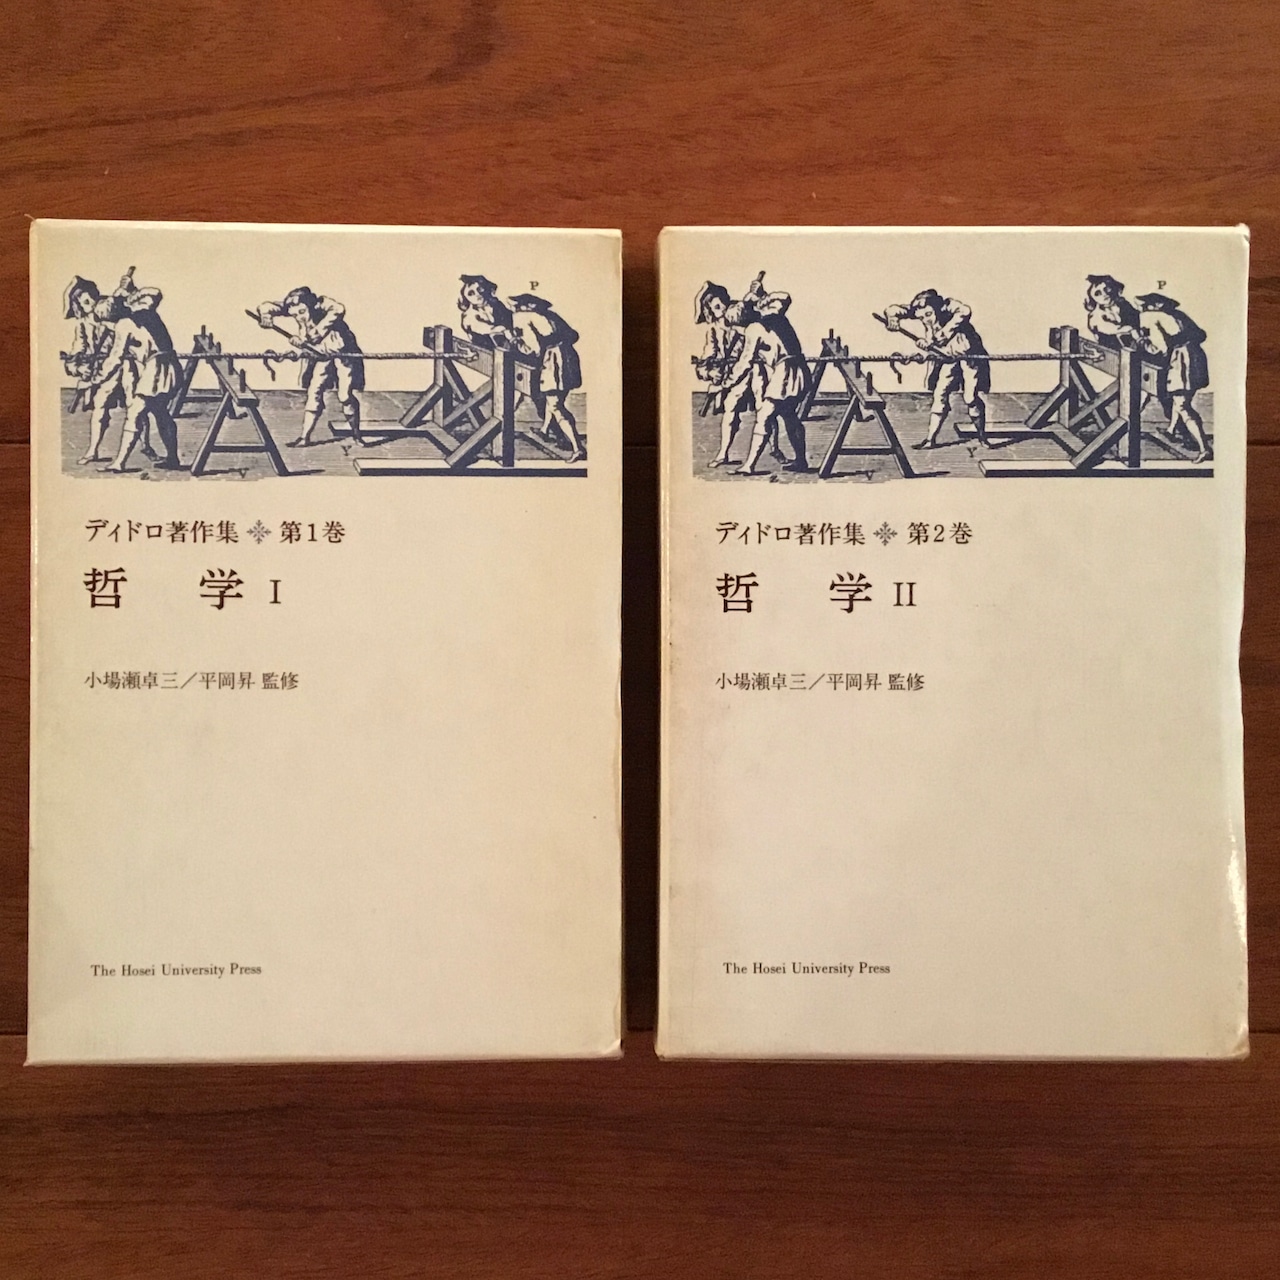 P
Y
Z
V
ディドロ著作集 第1巻
哲 学 I
小場瀬卓三/平岡昇 監修
The Hosei University Press
P
Y
Z
V
ディドロ著作集 第2巻
哲 学 II
小場瀬卓三/平岡昇 監修
The Hosei University Press